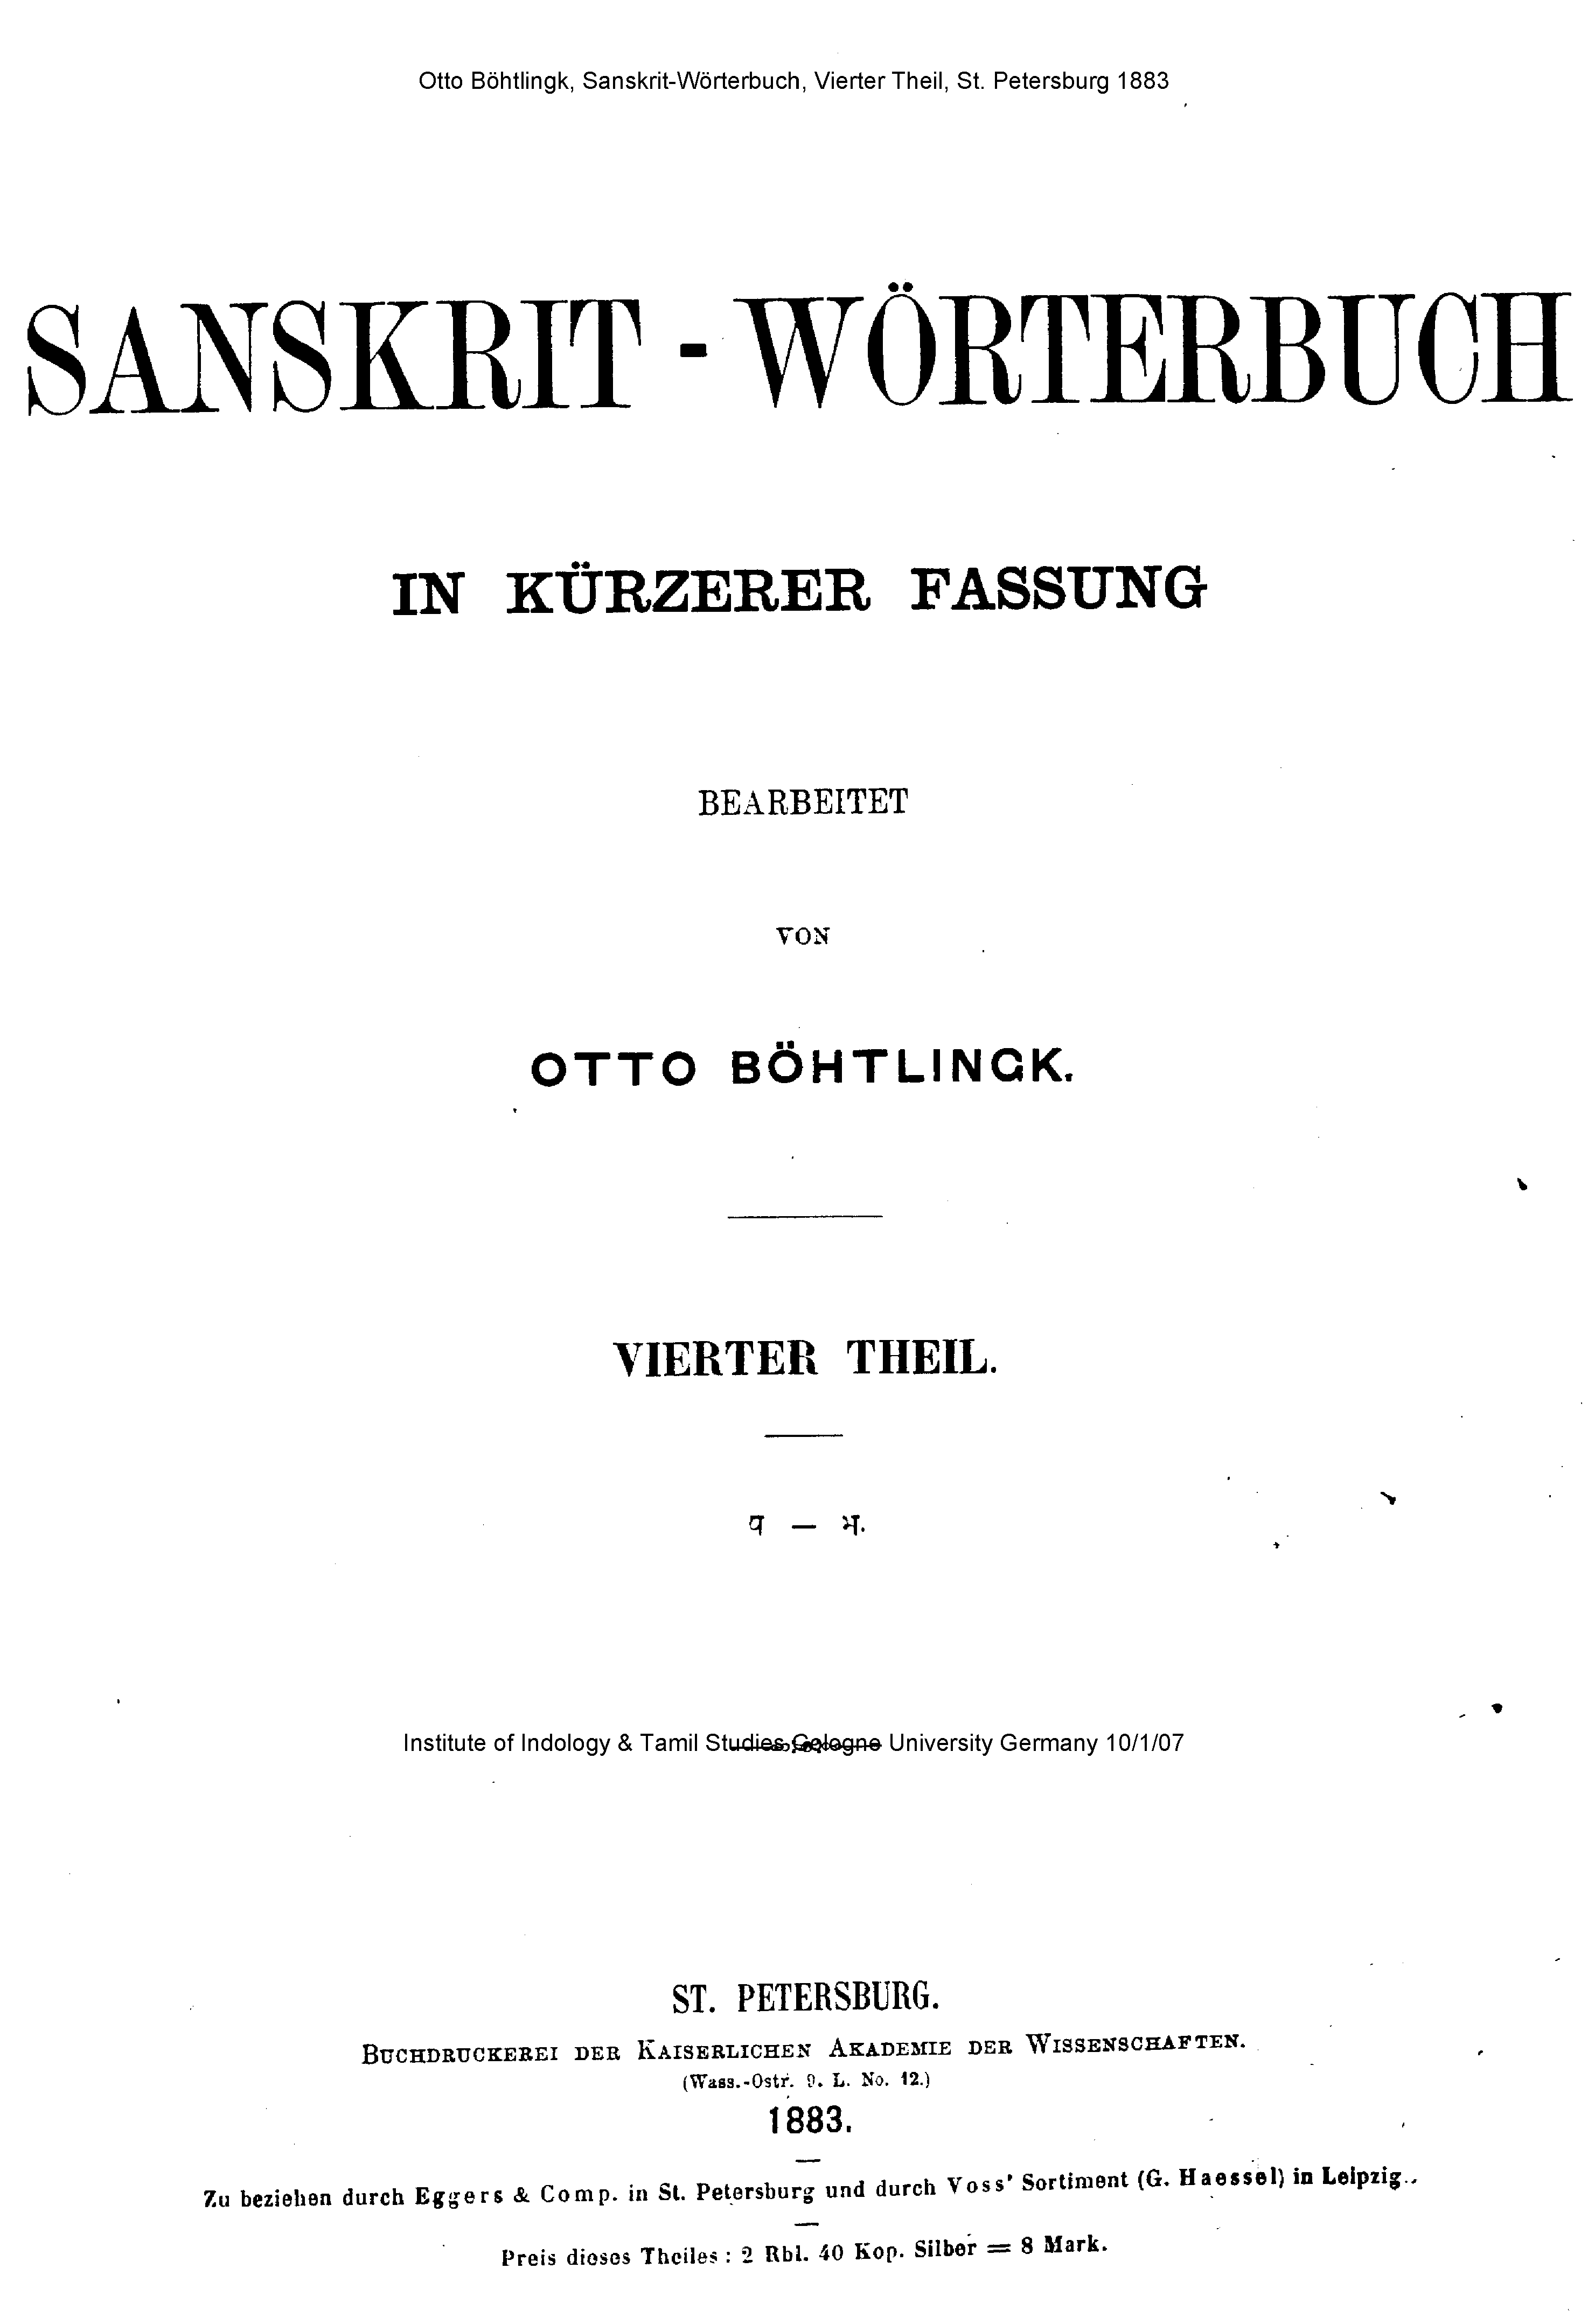 Otto Böhtlingk, Sanskrit-Wörterbuch, Vierter Theil, St. Petersburg 1883
SANSKRIT - WÖRTERBUCH
IN KÜRZERER FASSUNG
BEARBEITET
VON
OTTO BÖHTLINGK.
VIERTER THEIL.
प — भ.
Institute of Indology & Tamil Studies, Cologne University Germany 10/1/07
ST. PETERSBURG.
BUCHDRUCKEREI DER KAISERLICHEN AKADEMIE DER WISSENSCHAFTEN.
(Wass.-Ostr. 9. L. No. 12.)
1883.
Zu beziehen durch Eggers & Comp. in St. Petersburg und durch Voss' Sortiment (G. Haessel) in Leipzig.
Preis dieses Theiles: 2 Rbl. 40 Kop. Silber = 8 Mark.